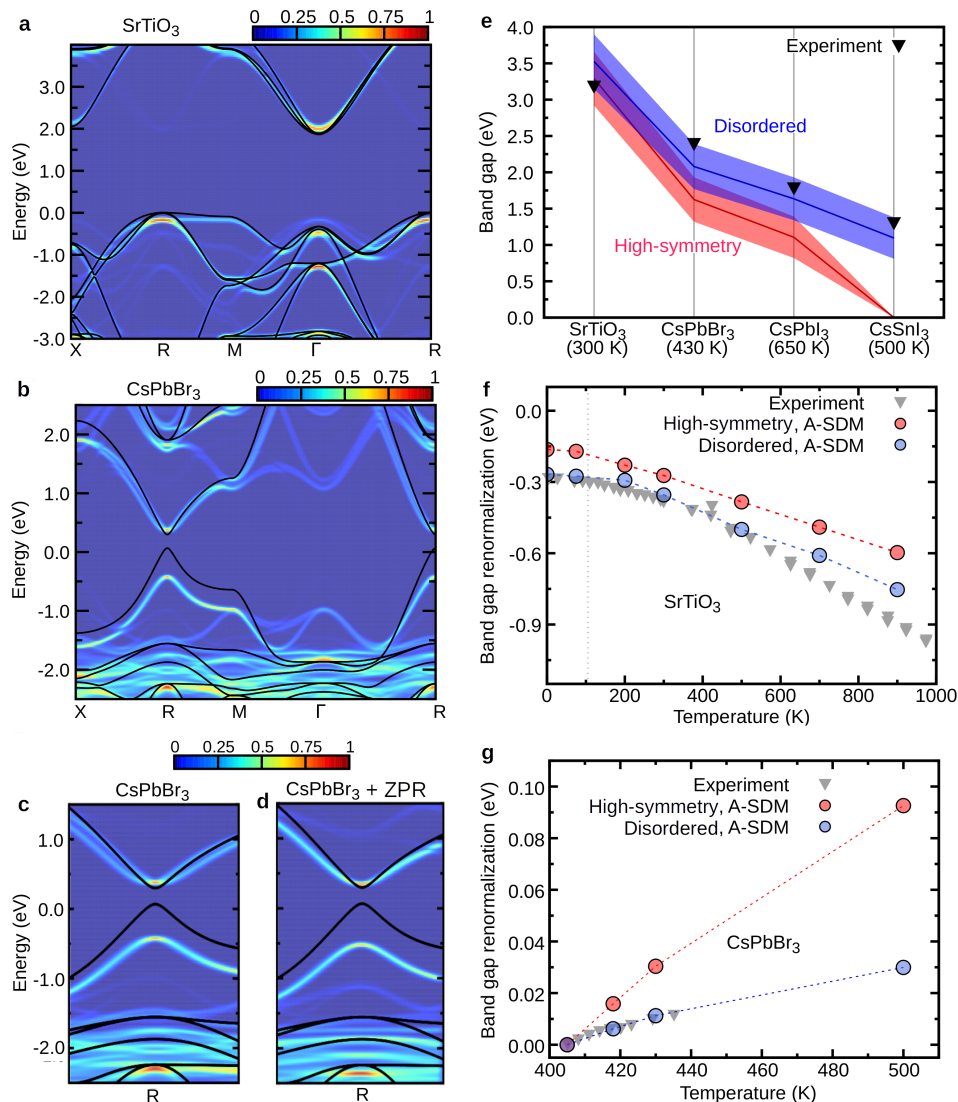 a
SrTiO3
0 0.25 0.5 0.75 1
Energy (eV)
3.0
2.0
1.0
0.0
-1.0
-2.0
-3.0
X R M Γ R
b
CsPbBr3
0 0.25 0.5 0.75 1
Energy (eV)
2.0
1.0
0.0
-1.0
-2.0
X R M Γ R
0 0.25 0.5 0.75 1
c
CsPbBr3
Energy (eV)
1.0
0.0
-1.0
-2.0
R
d
CsPbBr3 + ZPR
R
e
Band gap (eV)
4.0
3.5
3.0
2.5
2.0
1.5
1.0
0.5
0.0
Experiment
Disordered
High-symmetry
SrTiO3 CsPbBr3 CsPbI3 CsSnI3
(300 K) (430 K) (650 K) (500 K)
f
Band gap renormalization (eV)
0.0
-0.3
-0.6
-0.9
Experiment
High-symmetry, A-SDM
Disordered, A-SDM
SrTiO3
0 200 400 600 800 1000
Temperature (K)
g
Band gap renormalization (eV)
0.10
0.08
0.06
0.04
0.02
0.00
Experiment
High-symmetry, A-SDM
Disordered, A-SDM
CsPbBr3
400 420 440 460 480 500
Temperature (K)